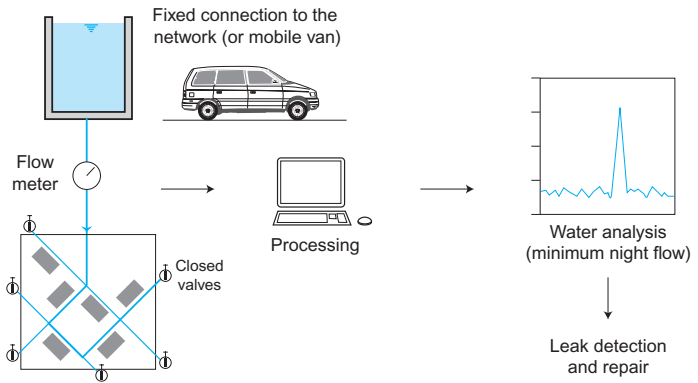 Fixed connection to the
network (or mobile van)
Flow
meter
Closed
valves
Processing
Water analysis
(minimum night flow)
Leak detection
and repair